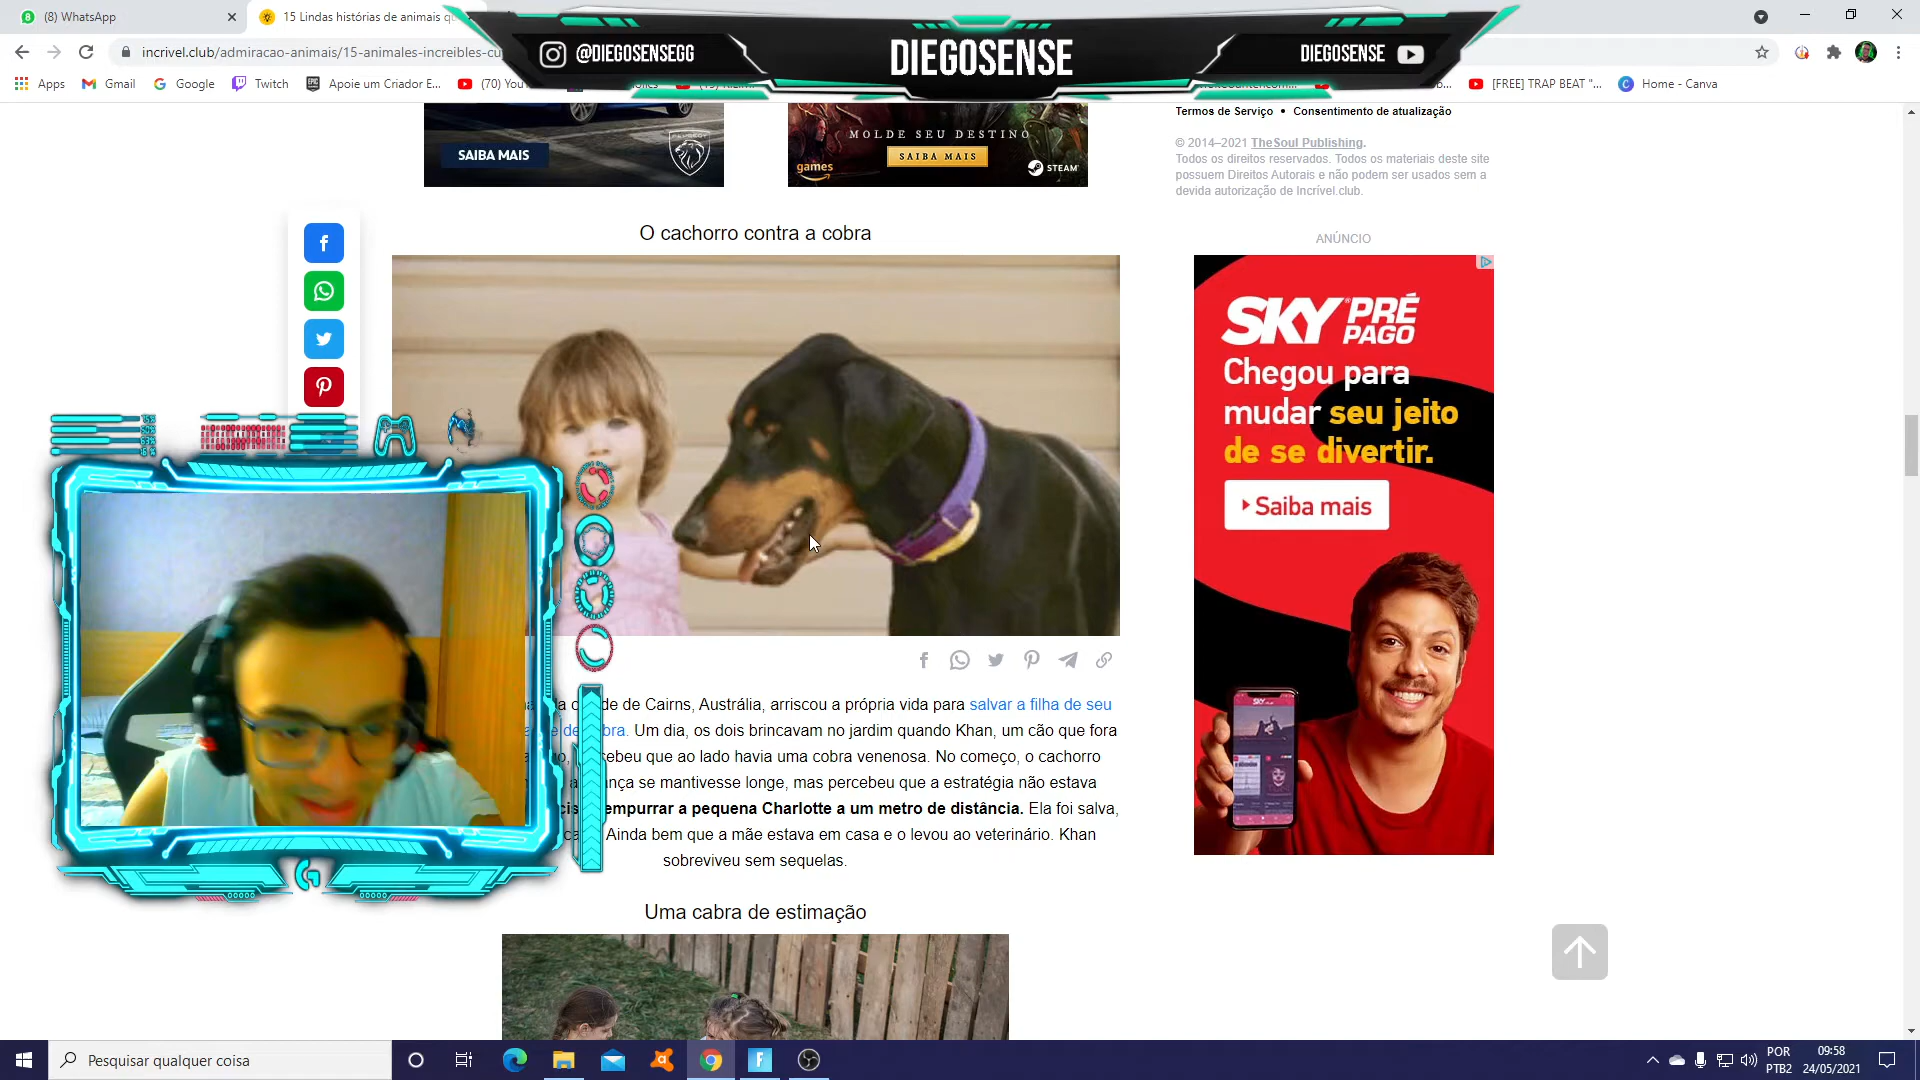 (8) WhatsApp
15 Lindas histórias de animais
incrivel.club/admiracao-animais/15-animales-increibles-cu
@DIEGOSENSEGG
DIEGOSENSE
DIEGOSENSE
Apps
Gmail
Google
Twitch
Apoie um Criador E...
[FREE] TRAP BEAT "...
Home - Canva
SAIBA MAIS
PEUGEOT
MOLDE SEU DESTINO
SAIBA MAIS
games
STEAM
Termos de Serviço • Consentimento de atualização
© 2014–2021 TheSoul Publishing.
Todos os direitos reservados. Todos os materiais deste site
possuem Direitos Autorais e não podem ser usados sem a
devida autorização de Incrível.club.
O cachorro contra a cobra
ANÚNCIO
SKY PRÉ
PAGO
Chegou para
mudar seu jeito
de se divertir.
Saiba mais
de Cairns, Austrália, arriscou a própria vida para salvar a filha de seu
Um dia, os dois brincavam no jardim quando Khan, um cão que fora
que ao lado havia uma cobra venenosa. No começo, o cachorro
se mantivesse longe, mas percebeu que a estratégia não estava
empurrar a pequena Charlotte a um metro de distância. Ela foi salva,
Ainda bem que a mãe estava em casa e o levou ao veterinário. Khan
sobreviveu sem sequelas.
Uma cabra de estimação
Pesquisar qualquer coisa
POR
PTB2
09:58
24/05/2021